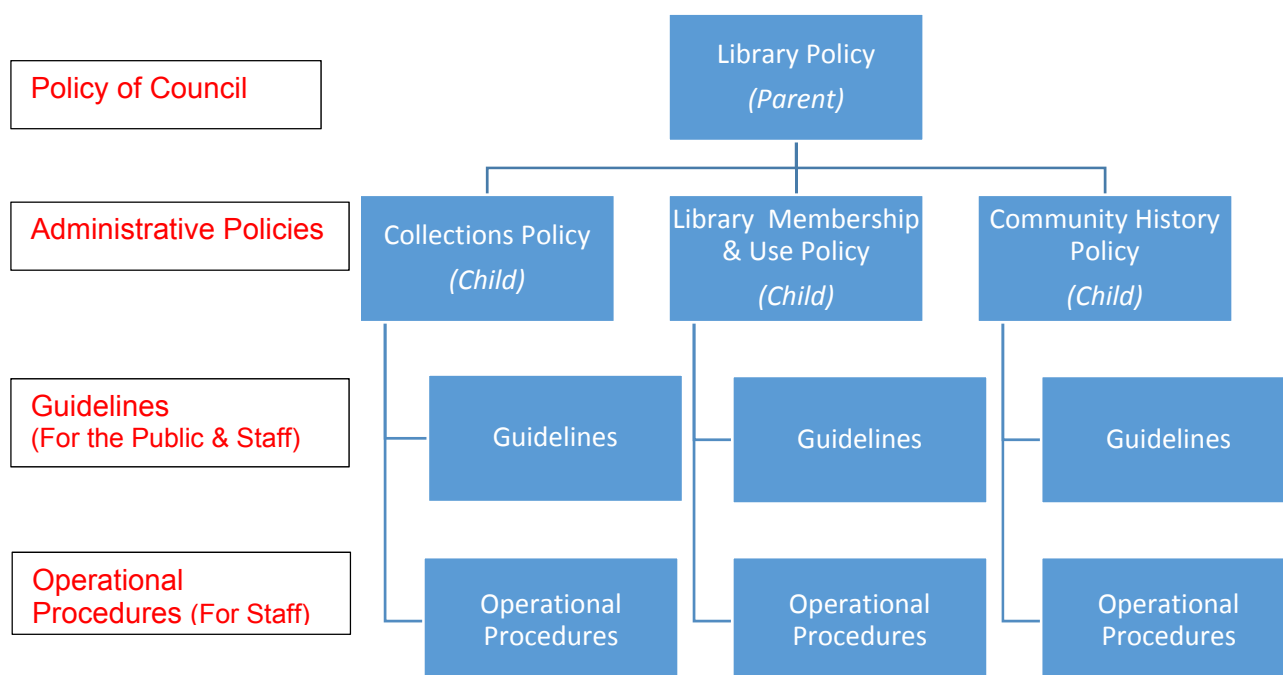 Policy of Council
Library Policy
(Parent)
Administrative Policies
Collections Policy
(Child)
Library  Membership
& Use Policy
(Child)
Community History
Policy
(Child)
Guidelines
(For the Public & Staff)
Guidelines
Guidelines
Guidelines
Operational
Procedures (For Staff)
Operational
Procedures
Operational
Procedures
Operational
Procedures